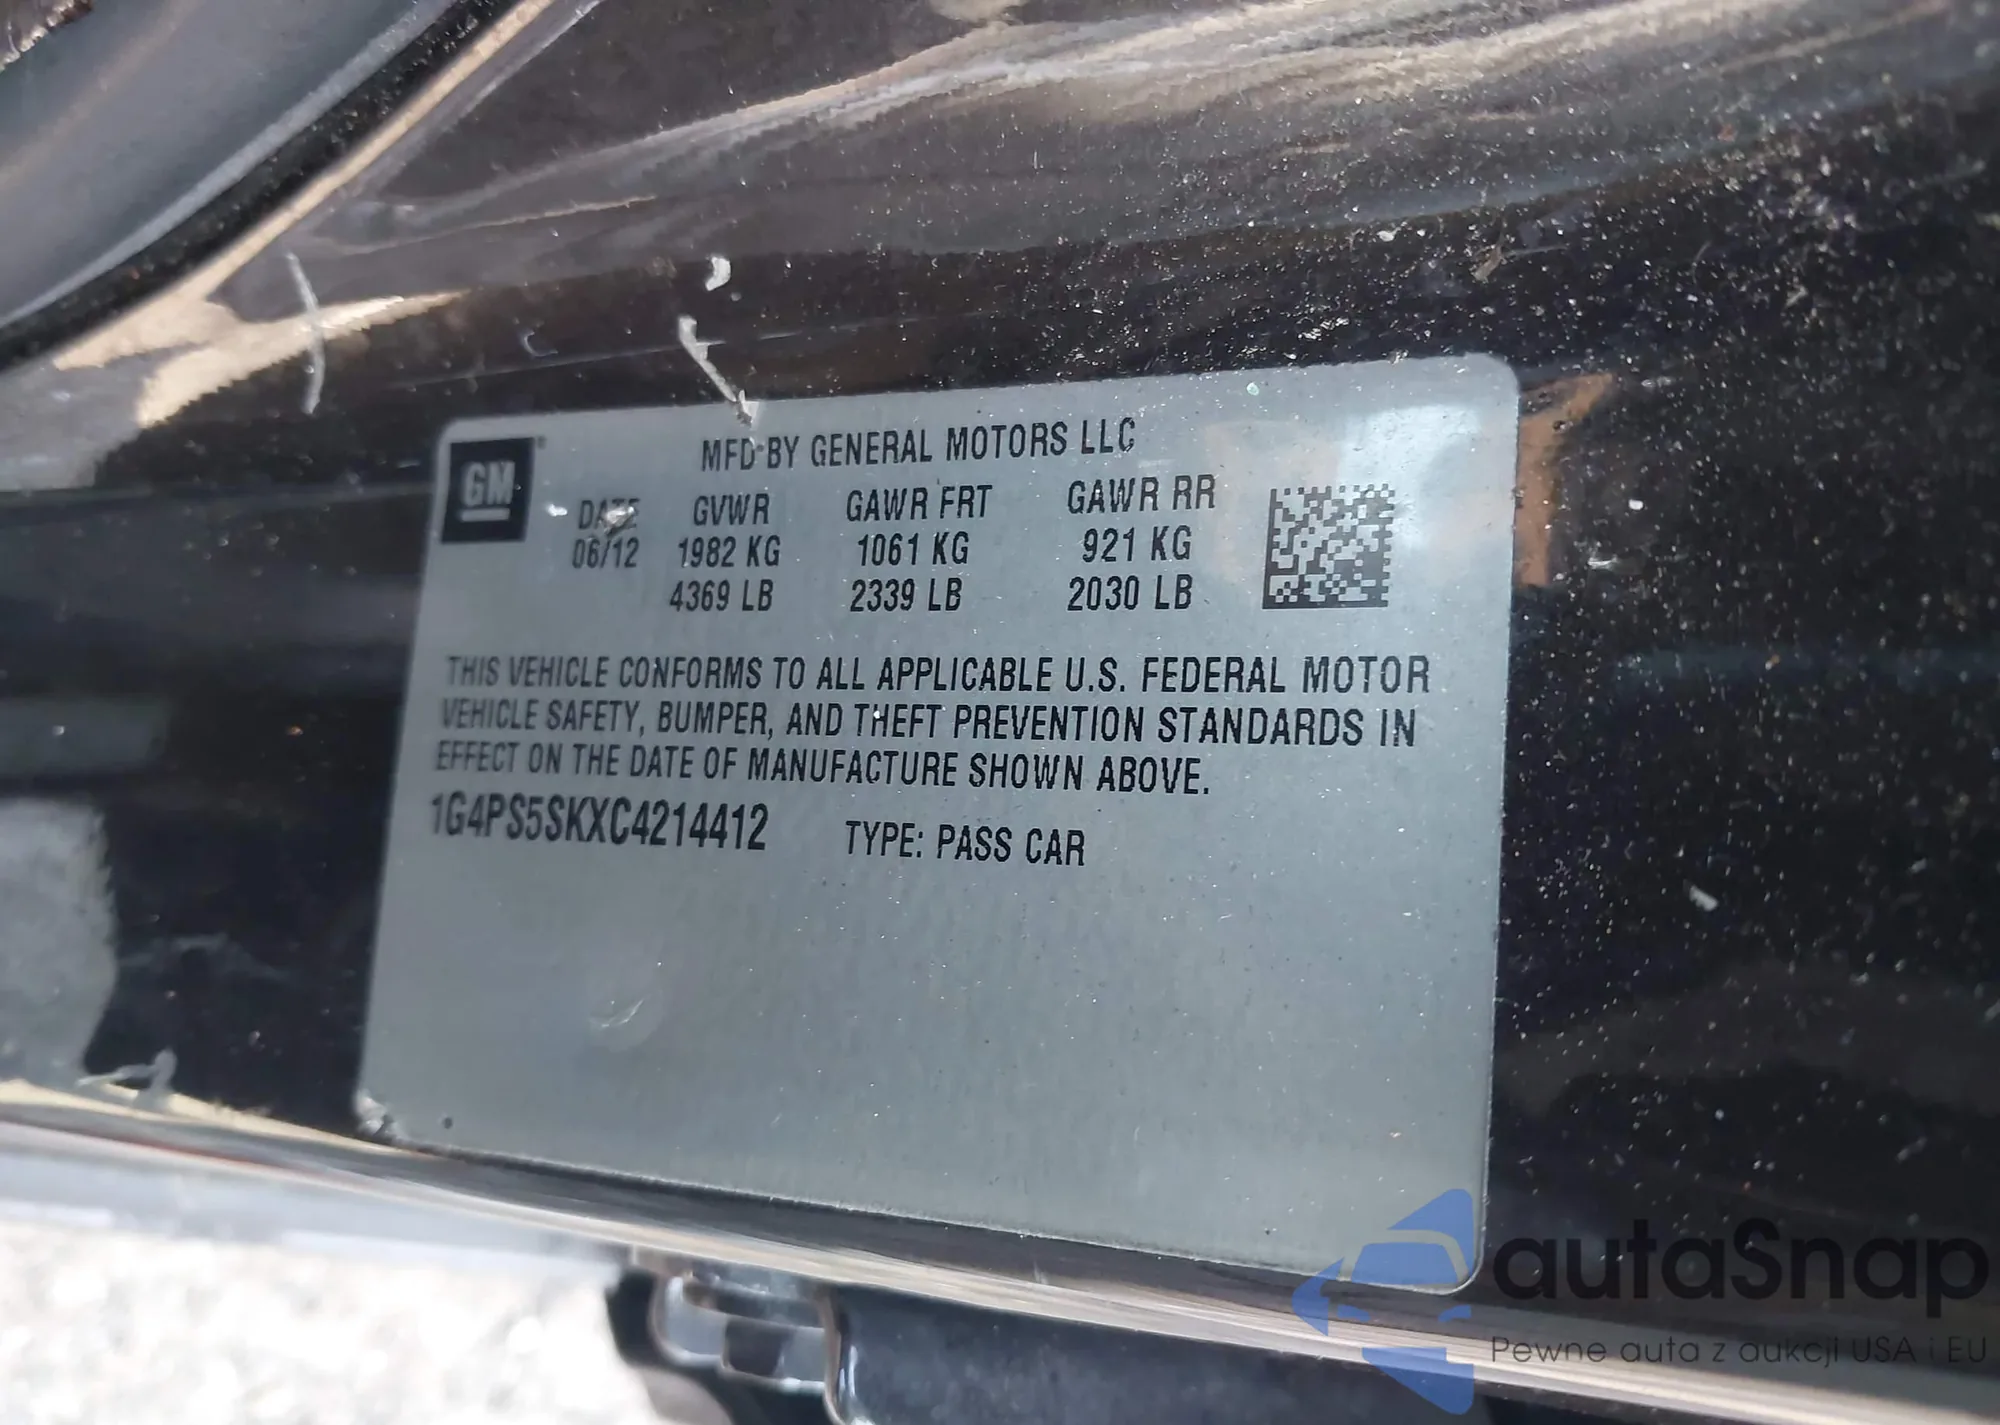 GM
MFD BY GENERAL MOTORS LLC
DATE GVWR GAWR FRT GAWR RR
06/12 1982 KG 1061 KG 921 KG
4369 LB 2339 LB 2030 LB
THIS VEHICLE CONFORMS TO ALL APPLICABLE U.S. FEDERAL MOTOR
VEHICLE SAFETY, BUMPER, AND THEFT PREVENTION STANDARDS IN
EFFECT ON THE DATE OF MANUFACTURE SHOWN ABOVE.
1G4PS5SKXC4214412 TYPE: PASS CAR
autaSnap
Pewne auta z aukcji USA i EU